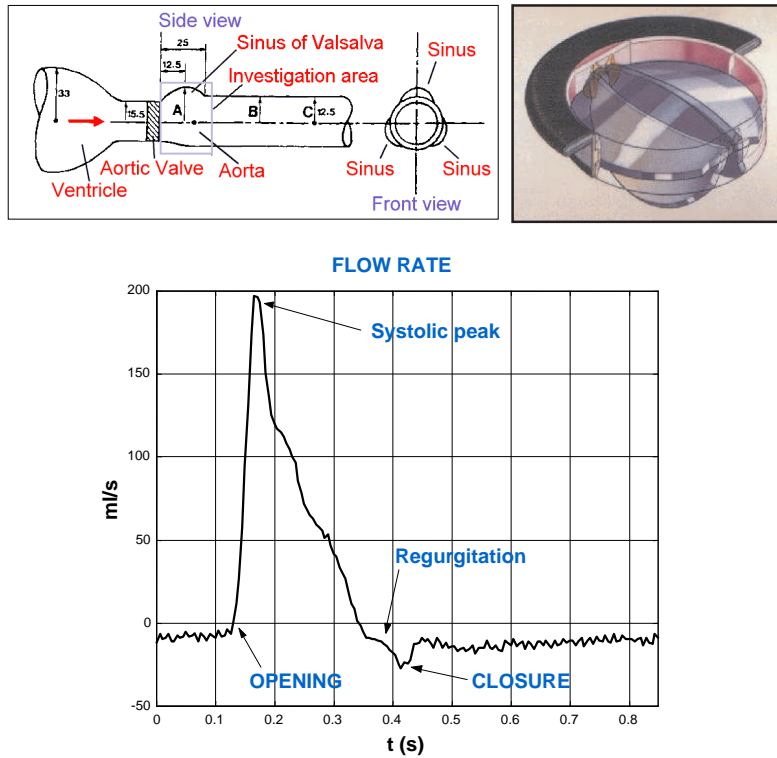 Side view
25
Sinus of Valsalva
12.5
Investigation area
Sinus
33
15.5
A
B
C
12.5
Aortic Valve
Aorta
Ventricle
Sinus
Sinus
Front view
FLOW RATE
200
Systolic peak
150
100
ml/s
50
Regurgitation
0
OPENING
CLOSURE
-50
0
0.1
0.2
0.3
0.4
0.5
0.6
0.7
0.8
t (s)